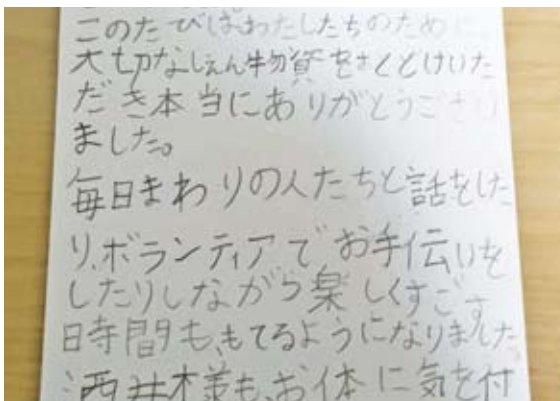 このたびはわたしたちのために、
大切なしえん物資をおとどけいた
だき本当にありがとうござい
ました。
毎日まわりの人たちと話をした
り、ボランティアでお手伝いを
したりしながら楽しくすごす
時間も、もてるようになりました。
酒井様も、お体に気を付